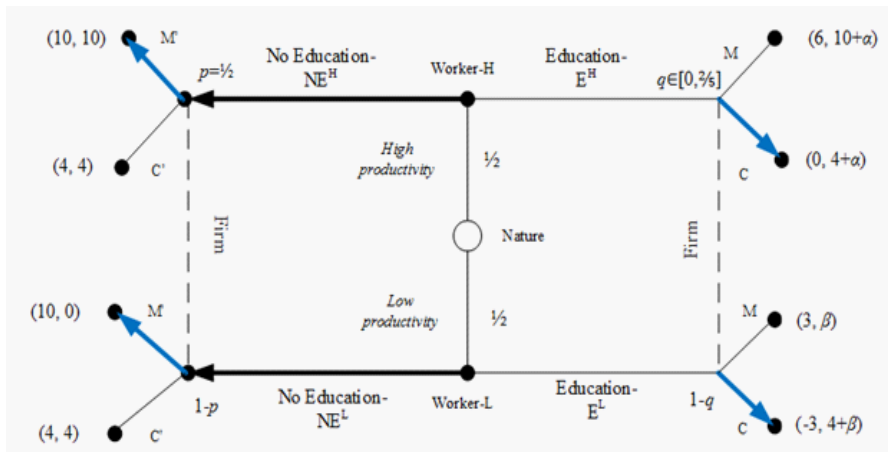 (10, 10)
M'
p=½
No Education-
NE^H
Worker-H
Education-
E^H
q∈[0,⅖]
M
(6, 10+α)
(4, 4)
C'
High
productivity
½
C
(0, 4+α)
Firm
Nature
Firm
(10, 0)
M'
Low
productivity
½
M
(3, β)
1-p
No Education-
NE^L
Worker-L
Education-
E^L
1-q
(4, 4)
C'
C
(-3, 4+β)